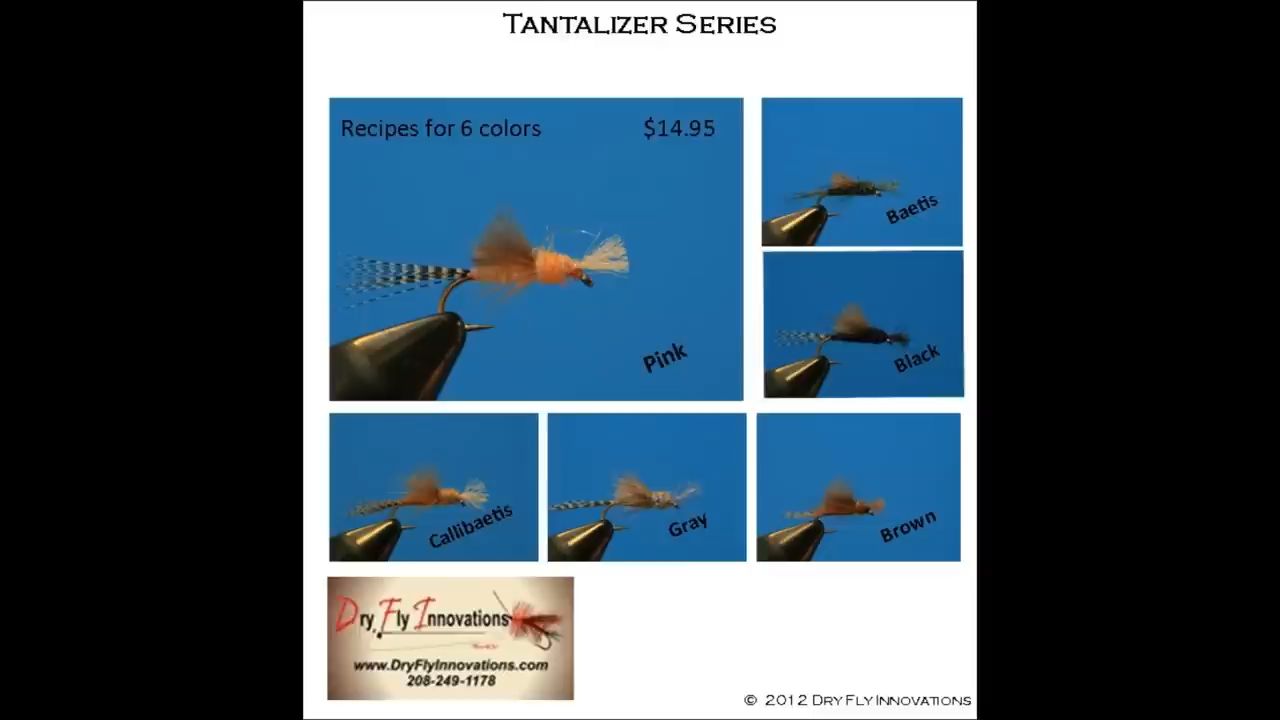 TANTALIZER SERIES
Recipes for 6 colors
$14.95
Pink
Baetis
Black
Callibaetis
Gray
Brown
Dry Fly Innovations
www.DryFlyInnovations.com
208-249-1178
© 2012 DRY FLY INNOVATIONS